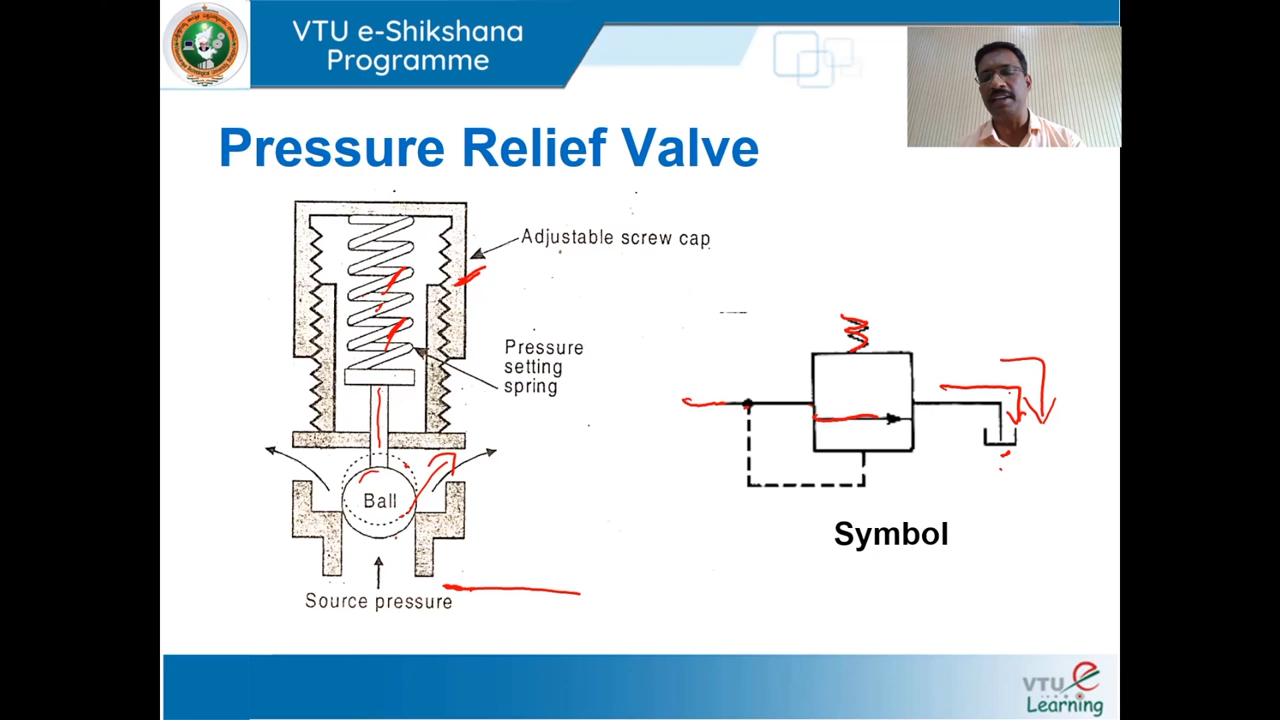 VTU e-Shikshana
Programme
Pressure Relief Valve
Adjustable screw cap
Pressure
setting
spring
Ball
Source pressure
Symbol
VTU e
Learning